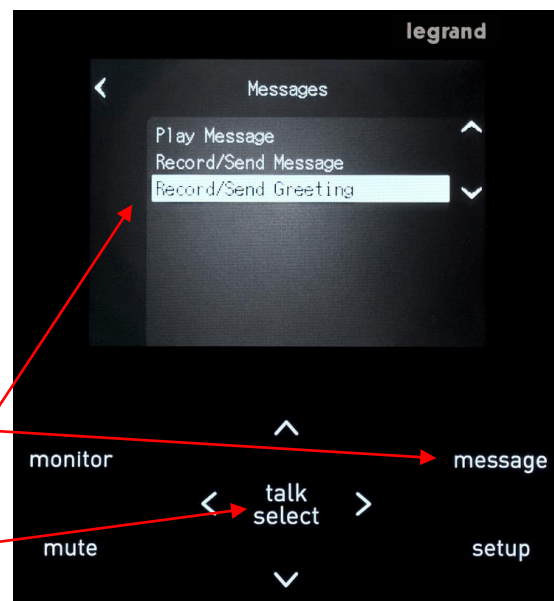 legrand
Messages
Play Message
Record/Send Message
Record/Send Greeting
monitor
message
talk
select
mute
setup